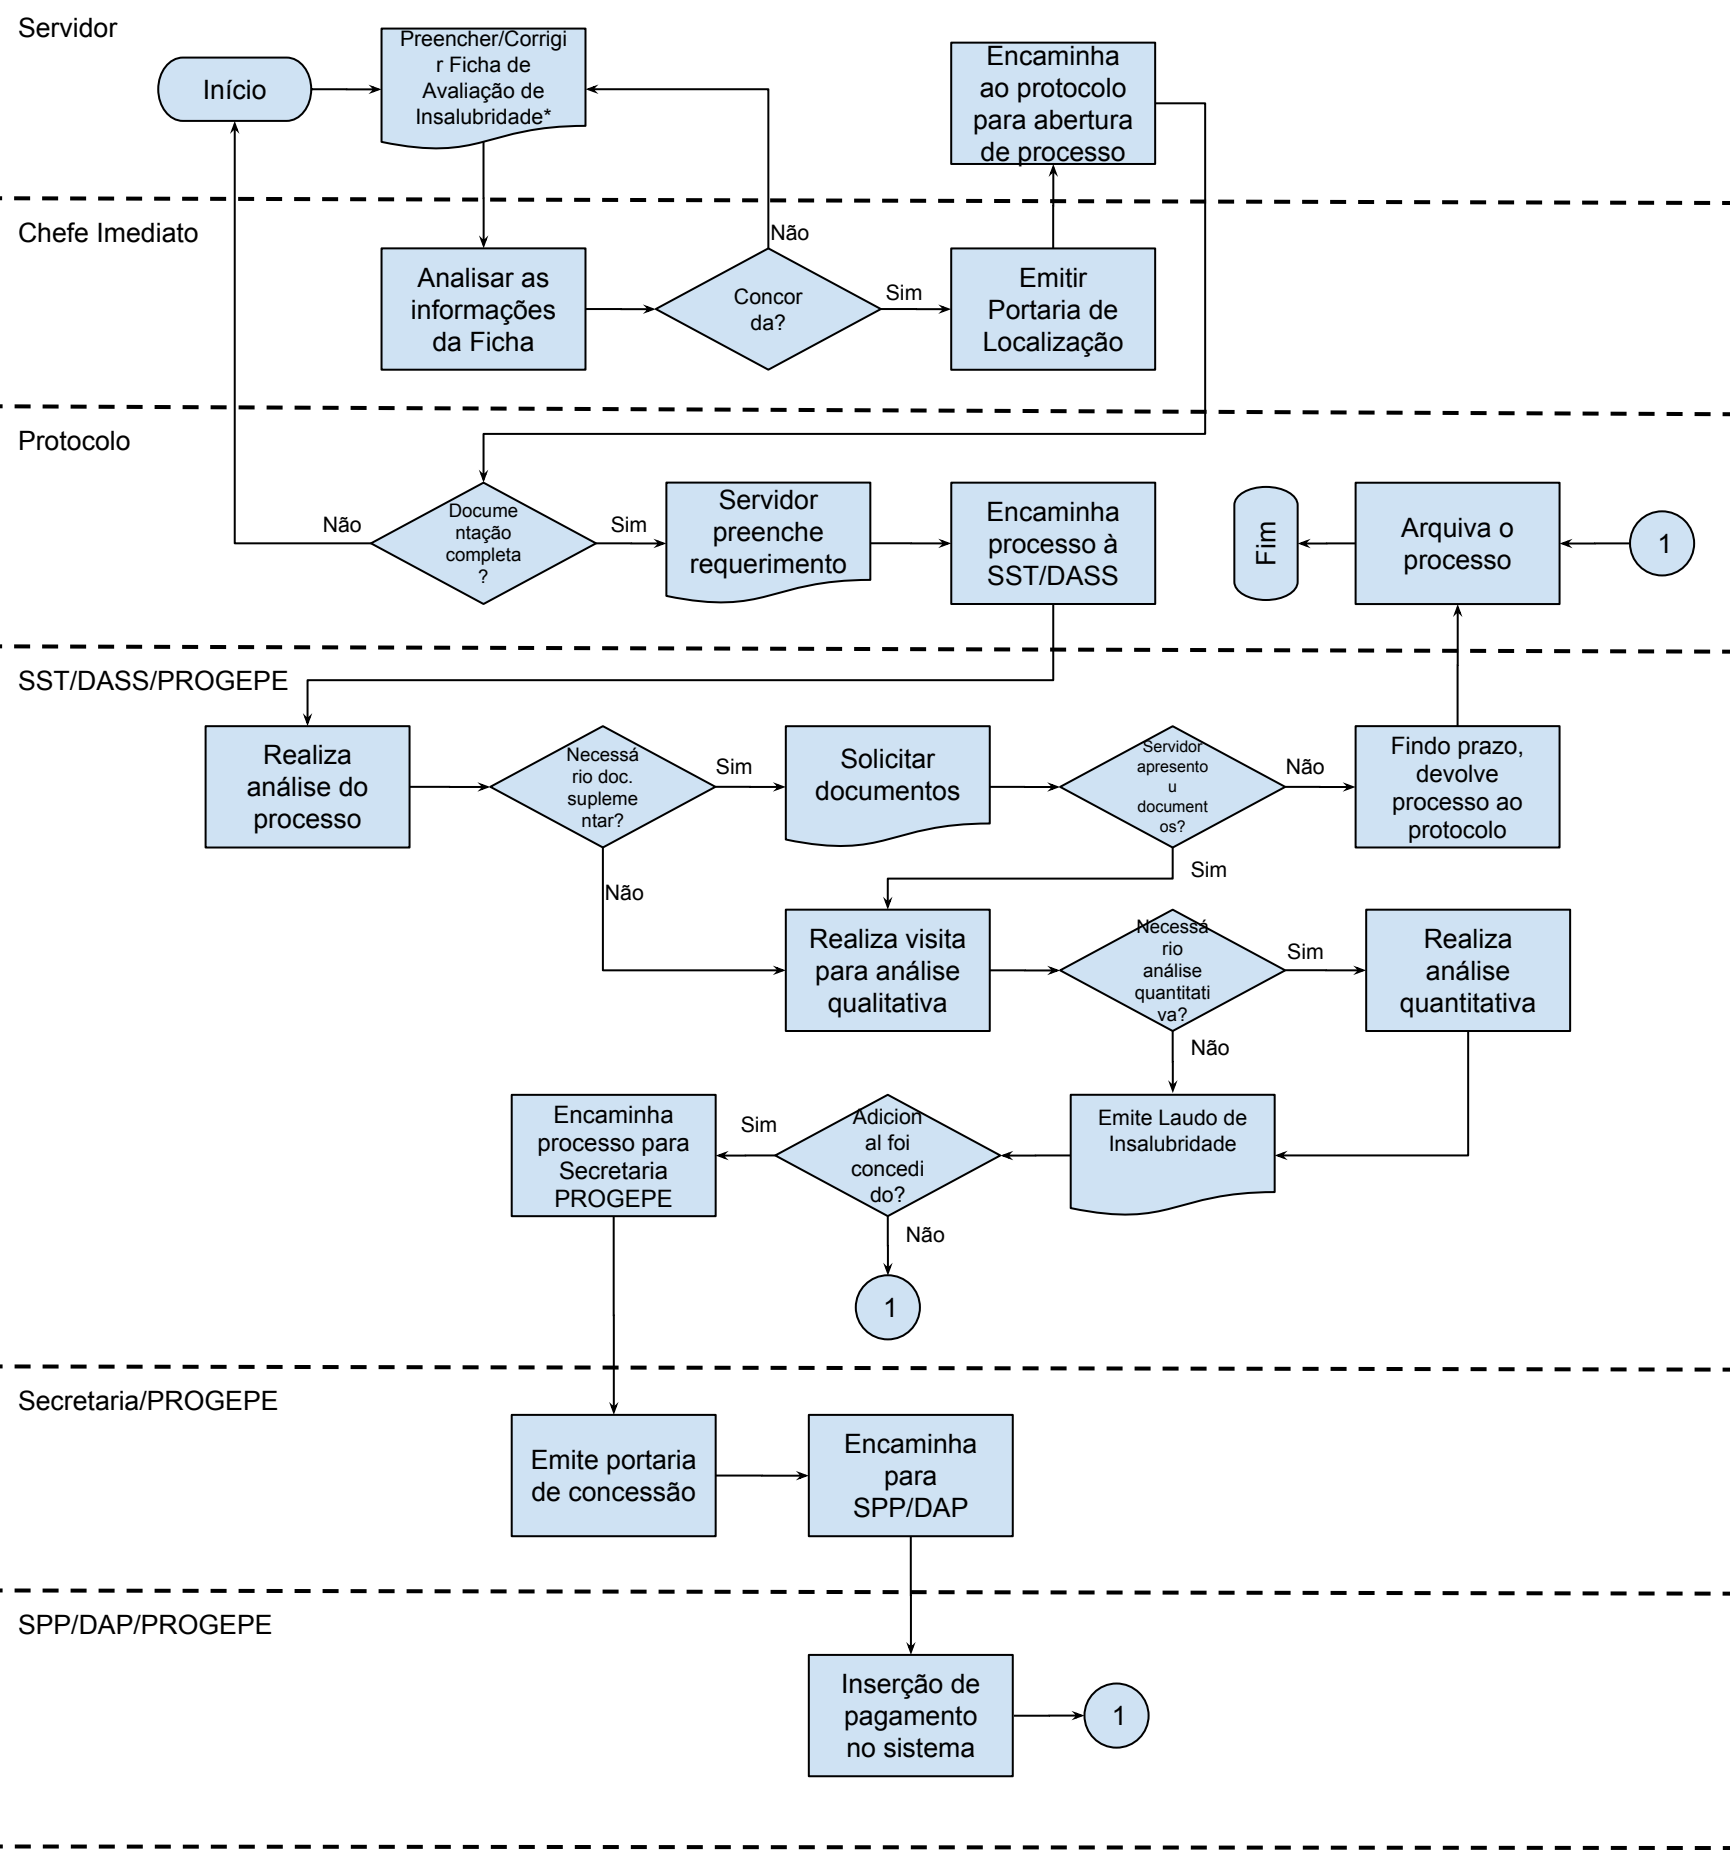 Servidor
Início
Preencher/Corrigi
r Ficha de
Avaliação de
Insalubridade*
Encaminha
ao protocolo
para abertura
de processo
Chefe Imediato
Analisar as
informações
da Ficha
Concor
da?
Não
Sim
Emitir
Portaria de
Localização
Protocolo
Não
Docume
ntação
completa
?
Sim
Servidor
preenche
requerimento
Encaminha
processo à
SST/DASS
Fim
Arquiva o
processo
1
SST/DASS/PROGEPE
Realiza
análise do
processo
Necessá
rio doc.
supleme
ntar?
Sim
Não
Solicitar
documentos
Servidor
apresento
u
document
os?
Não
Sim
Findo prazo,
devolve
processo ao
protocolo
Realiza visita
para análise
qualitativa
Necessá
rio
análise
quantitati
va?
Sim
Não
Realiza
análise
quantitativa
Encaminha
processo para
Secretaria
PROGEPE
Sim
Adicion
al foi
concedi
do?
Não
Emite Laudo de
Insalubridade
1
Secretaria/PROGEPE
Emite portaria
de concessão
Encaminha
para
SPP/DAP
SPP/DAP/PROGEPE
Inserção de
pagamento
no sistema
1